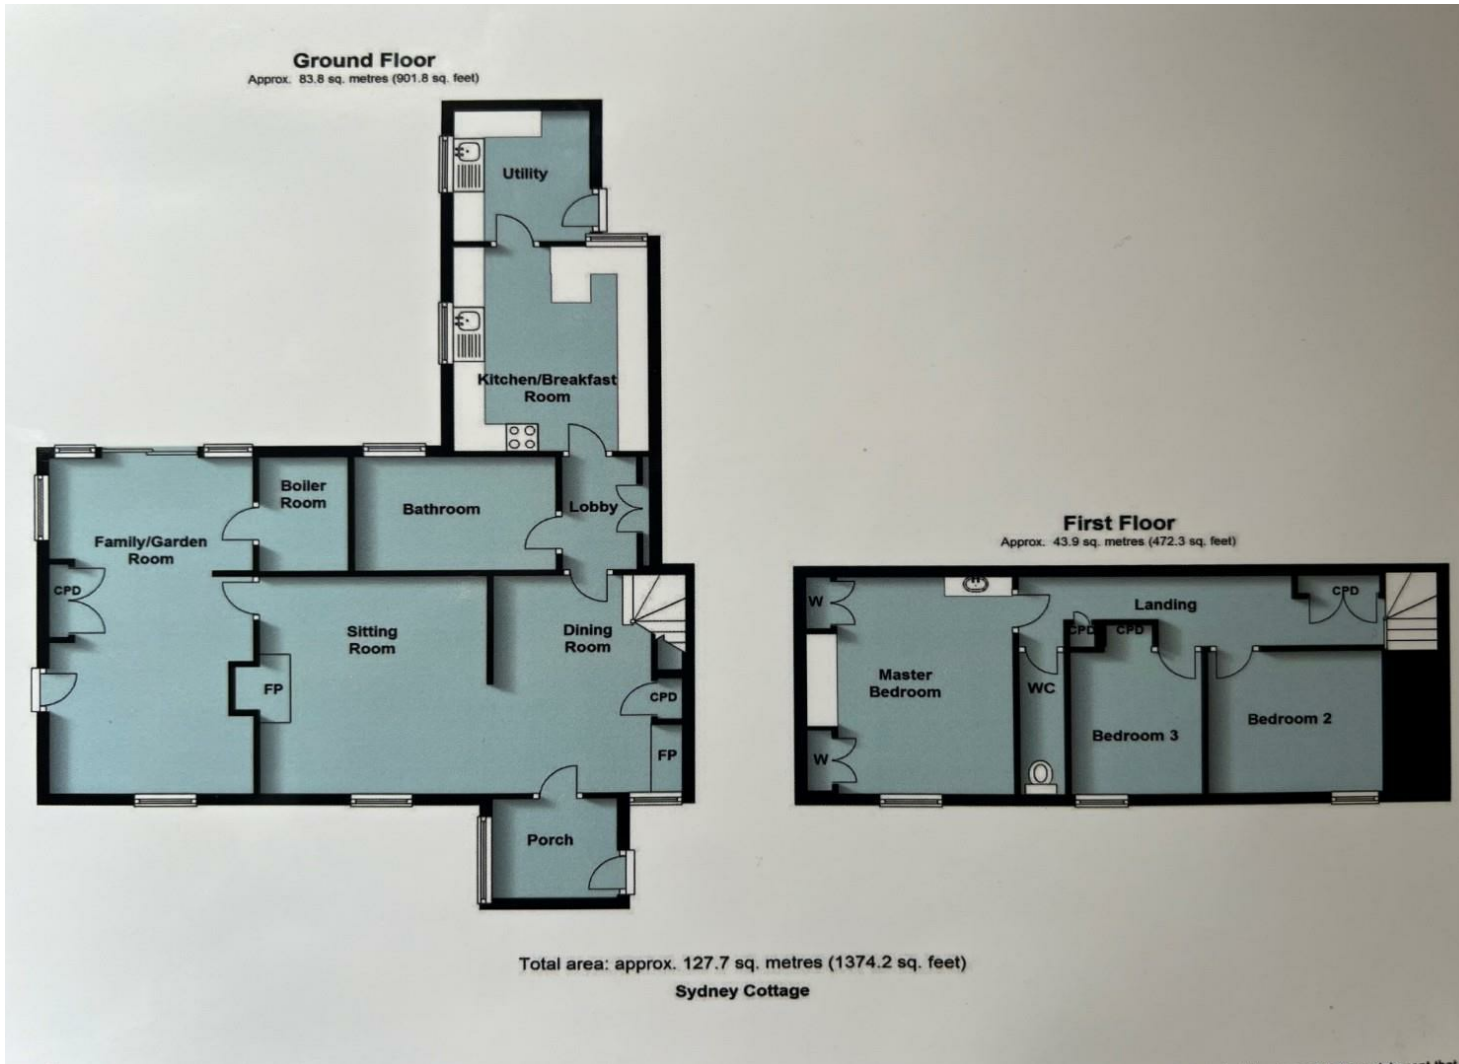 Ground Floor
Approx. 83.8 sq. metres (901.8 sq. feet)
Utility
Kitchen/Breakfast
Room
Boiler
Room
Bathroom
Lobby
Family/Garden
Room
CPD
Sitting
Room
Dining
Room
FP
CPD
FP
Porch
First Floor
Approx. 43.9 sq. metres (472.3 sq. feet)
W
Landing
CPD
CPD
CPD
Master
Bedroom
WC
Bedroom 3
Bedroom 2
W
Total area: approx. 127.7 sq. metres (1374.2 sq. feet)
Sydney Cottage